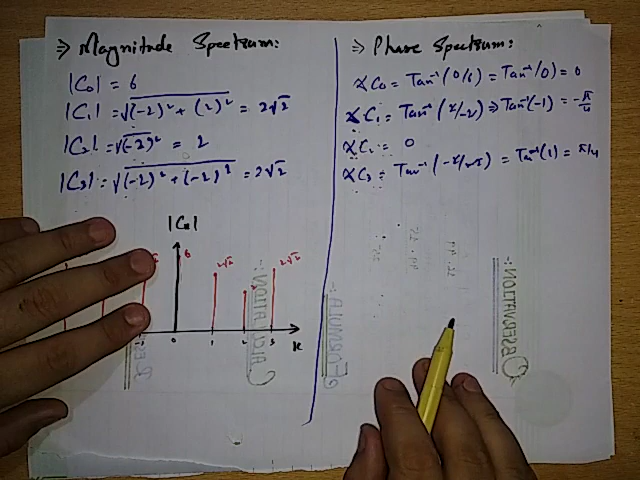 ⇒ Magnitude Spectrum:
|C₀| = 6
|C₁| = √(-2)² + (2)² = 2√2
|C₂| = √(-2)² = 2
|C₃| = √(-2)² + (-2)² = 2√2
|Cₖ|
6
2√2
2√2
0 1 2 3 K
⇒ Phase Spectrum:
∠C₀ = Tan⁻¹(0/6) = Tan⁻¹(0) = 0
∠C₁ = Tan⁻¹(2/-2) ⇒ Tan⁻¹(-1) = -π/4
∠C₂ = 0
∠C₃ = Tan⁻¹(-2/-2) = Tan⁻¹(1) = π/4